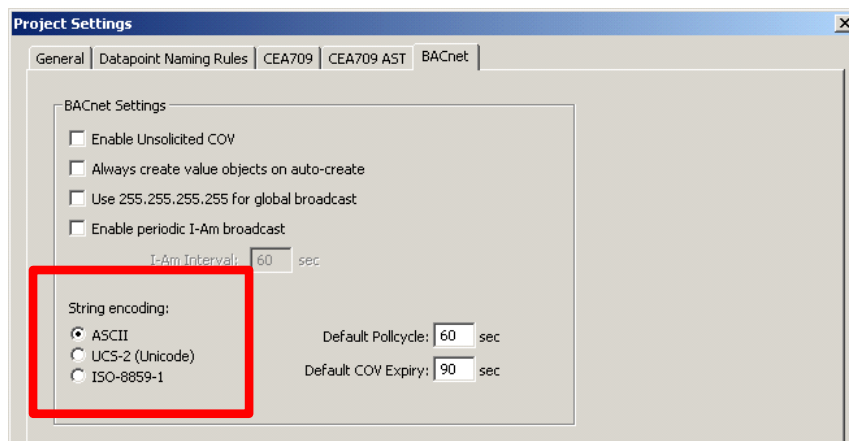 Project Settings
General Datapoint Naming Rules CEA709 CEA709 AST BACnet
BACnet Settings
Enable Unsolicited COV
Always create value objects on auto-create
Use 255.255.255.255 for global broadcast
Enable periodic I-Am broadcast
I-Am Interval: 60 sec
String encoding:
ASCII
UCS-2 (Unicode)
ISO-8859-1
Default Pollcycle: 60 sec
Default COV Expiry: 90 sec